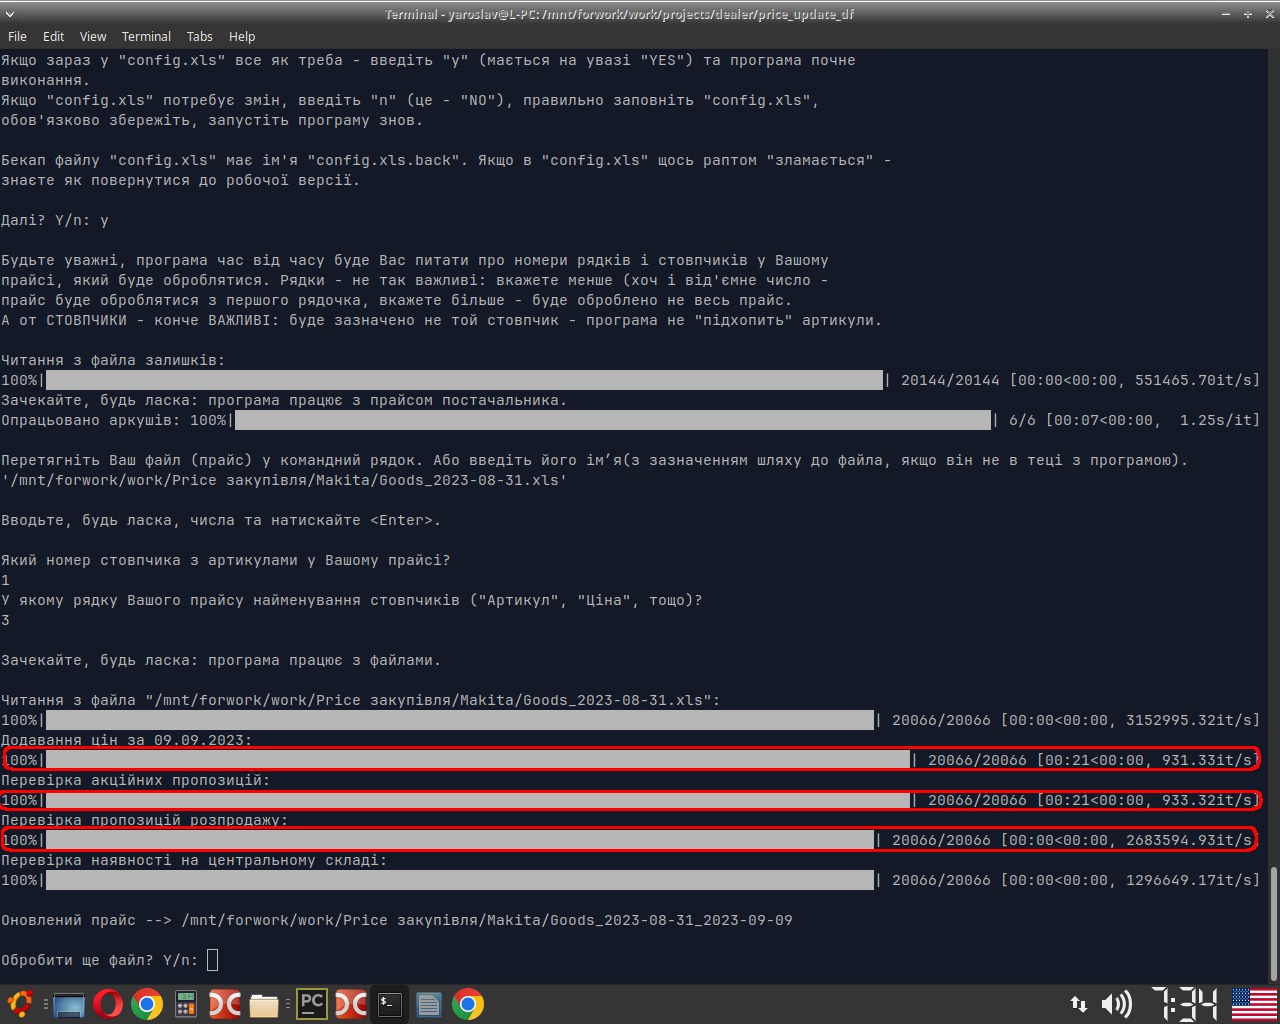 Terminal - yaroslav@L-PC:/mnt/forwork/work/projects/dealer/price_update_df
File Edit View Terminal Tabs Help
Якщо зараз у "config.xls" все як треба - введіть "y" (мається на увазі "YES") та програма почне
виконання.
Якщо "config.xls" потребує змін, введіть "n" (це - "NO"), правильно заповніть "config.xls",
обов'язково збережіть, запустіть програму знов.
Бекап файлу "config.xls" має ім'я "config.xls.back". Якщо в "config.xls" щось раптом "зламається" -
знаєте як повернутися до робочої версії.
Далі? Y/n: y
Будьте уважні, програма час від часу буде Вас питати про номери рядків і стовпчиків у Вашому
прайсі, який буде оброблятися. Рядки - не так важливі: вкажете менше (хоч і від'ємне число -
прайс буде оброблятися з першого рядочка, вкажете більше - буде оброблено не весь прайс.
А от СТОВПЧИКИ - конче ВАЖЛИВІ: буде зазначено не той стовпчик - програма не "підхопить" артикули.
Читання з файла залишків:
100%| | 20144/20144 [00:00<00:00, 551465.70it/s]
Зачекайте, будь ласка: програма працює з прайсом постачальника.
Опрацьовано аркушів: 100%| | 6/6 [00:07<00:00, 1.25s/it]
Перетягніть Ваш файл (прайс) у командний рядок. Або введіть його ім’я(з зазначенням шляху до файла, якщо він не в теці з програмою).
'/mnt/forwork/work/Price закупівля/Makita/Goods_2023-08-31.xls'
Вводьте, будь ласка, числа та натискайте <Enter>.
Який номер стовпчика з артикулами у Вашому прайсі?
1
У якому рядку Вашого прайсу найменування стовпчиків ("Артикул", "Ціна", тощо)?
3
Зачекайте, будь ласка: програма працює з файлами.
Читання з файла "/mnt/forwork/work/Price закупівля/Makita/Goods_2023-08-31.xls":
100%| | 20066/20066 [00:00<00:00, 3152995.32it/s]
Додавання цін за 09.09.2023:
100%| | 20066/20066 [00:21<00:00, 931.33it/s]
Перевірка акційних пропозицій:
100%| | 20066/20066 [00:21<00:00, 933.32it/s]
Перевірка пропозицій розпродажу:
100%| | 20066/20066 [00:00<00:00, 2683594.93it/s]
Перевірка наявності на центральному складі:
100%| | 20066/20066 [00:00<00:00, 1296649.17it/s]
Оновлений прайс --> /mnt/forwork/work/Price закупівля/Makita/Goods_2023-08-31_2023-09-09
Обробити ще файл? Y/n:
PC $_ 7:34